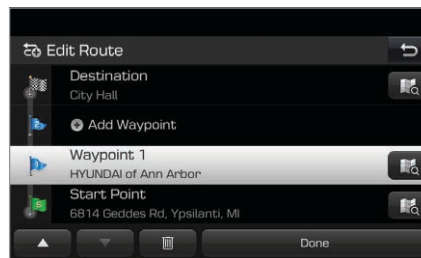 Edit Route
Destination
City Hall
Add Waypoint
Waypoint 1
HYUNDAI of Ann Arbor
Start Point
6814 Geddes Rd, Ypsilanti, MI
Done